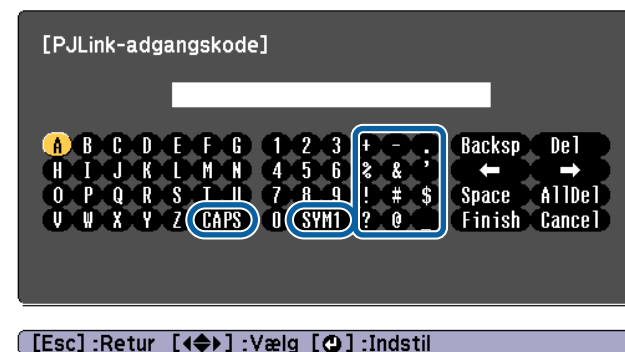 [PJLink-adgangskode]
A B C D E F G 1 2 3 + - . Backsp Del
H I J K L M N 4 5 6 % & ' ← →
O P Q R S T U 7 8 9 ! # $ Space AllDel
V W X Y Z CAPS 0 SYM1 ? @ _ Finish Cancel
[Esc] :Retur [◆] :Vælg [↵] :Indstil